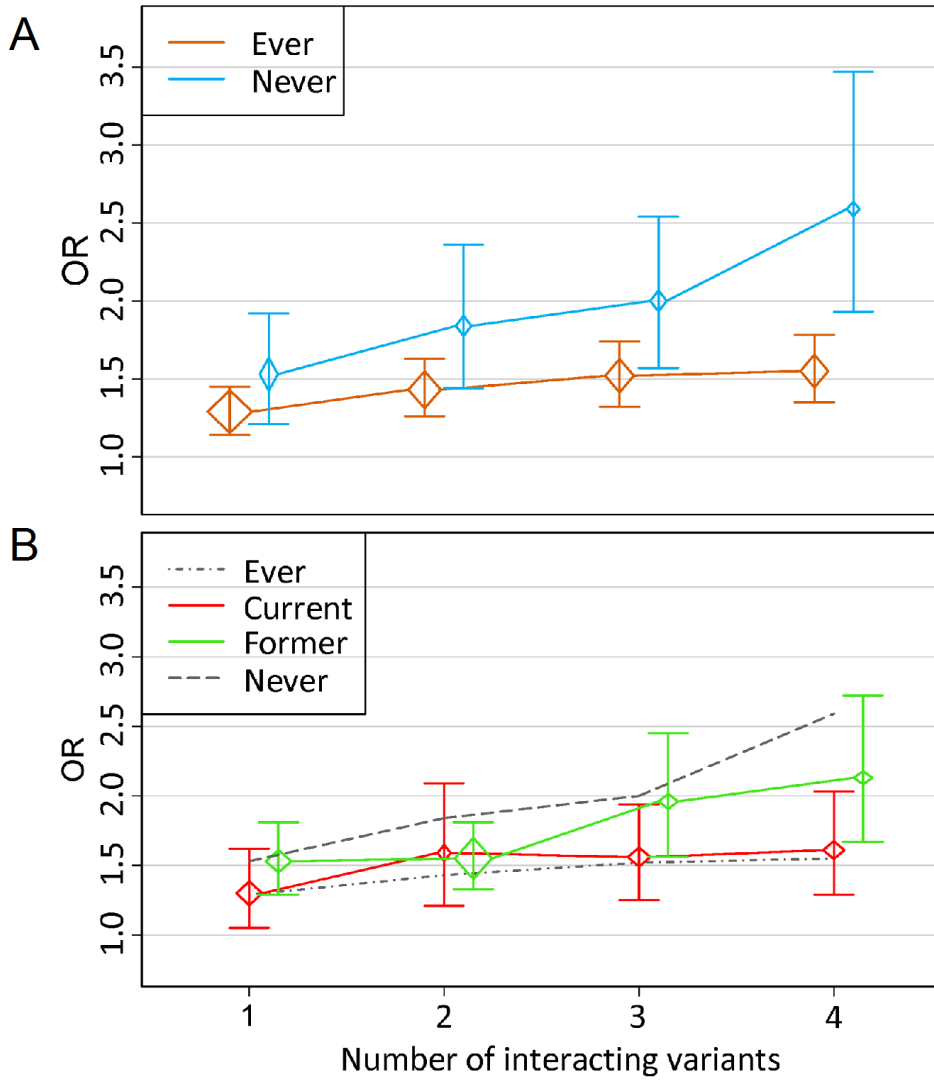 A
Ever
Never
3.5
3.0
2.5
2.0
1.5
1.0
OR
B
Ever
Current
Former
Never
3.5
3.0
2.5
2.0
1.5
1.0
OR
1 2 3 4
Number of interacting variants